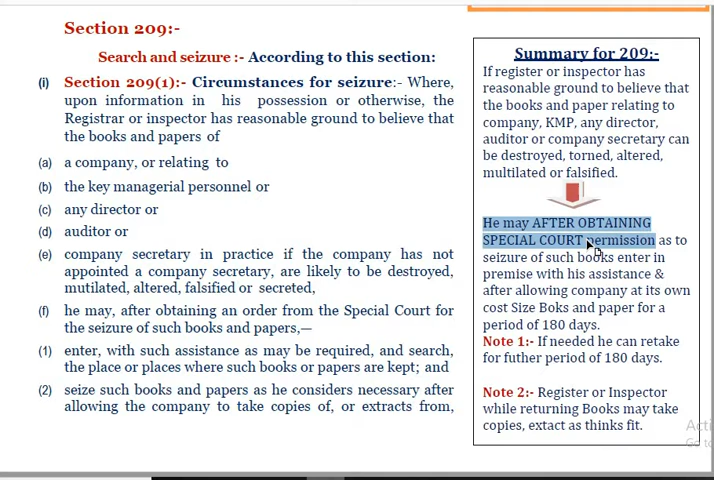 Section 209:-
Search and seizure :- According to this section:
(i) Section 209(1):- Circumstances for seizure:- Where,
upon information in his possession or otherwise, the
Registrar or inspector has reasonable ground to believe that
the books and papers of
(a) a company, or relating to
(b) the key managerial personnel or
(c) any director or
(d) auditor or
(e) company secretary in practice if the company has not
appointed a company secretary, are likely to be destroyed,
mutilated, altered, falsified or secreted,
(f) he may, after obtaining an order from the Special Court for
the seizure of such books and papers,—
(1) enter, with such assistance as may be required, and search,
the place or places where such books or papers are kept; and
(2) seize such books and papers as he considers necessary after
allowing the company to take copies of, or extracts from,
Summary for 209:-
If register or inspector has
reasonable ground to believe that
the books and paper relating to
company, KMP, any director,
auditor or company secretary can
be destroyed, torned, altered,
multilated or falsified.
He may AFTER OBTAINING
SPECIAL COURT permission as to
seizure of such books enter in
premise with his assistance &
after allowing company at its own
cost Size Boks and paper for a
period of 180 days.
Note 1:- If needed he can retake
for futher period of 180 days.
Note 2:- Register or Inspector
while returning Books may take
copies, extact as thinks fit.
Acti
Go to